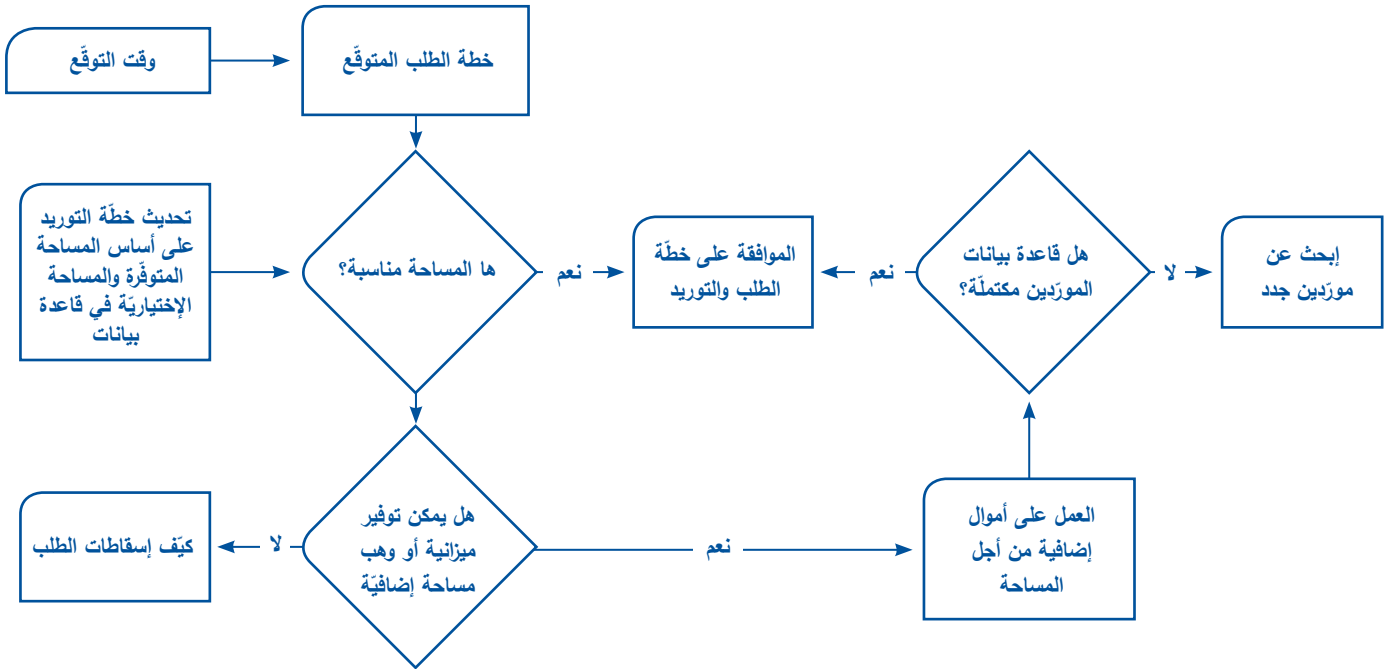 وقت التوقّع
خطة الطلب المتوقّع
تحديث خطّة التوريد
على أساس المساحة
المتوفّرة والمساحة
الإختياريّة في قاعدة
بيانات
ها المساحة مناسبة؟
نعم
الموافقة على خطّة
الطلب والتوريد
نعم
هل قاعدة بيانات
المورّدين مكتملّة؟
لا
إبحث عن
مورّدين جدد
كيّف إسقاطات الطلب
لا
هل يمكن توفير
ميزانية أو وهب
مساحة إضافيّة
نعم
العمل على أموال
إضافية من أجل
المساحة